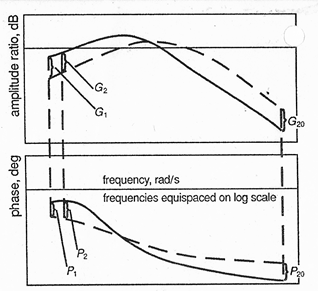 amplitude ratio, dB
G₂
G₁
G₂₀
phase, deg
frequency, rad/s
frequencies equispaced on log scale
P₂
P₁
P₂₀